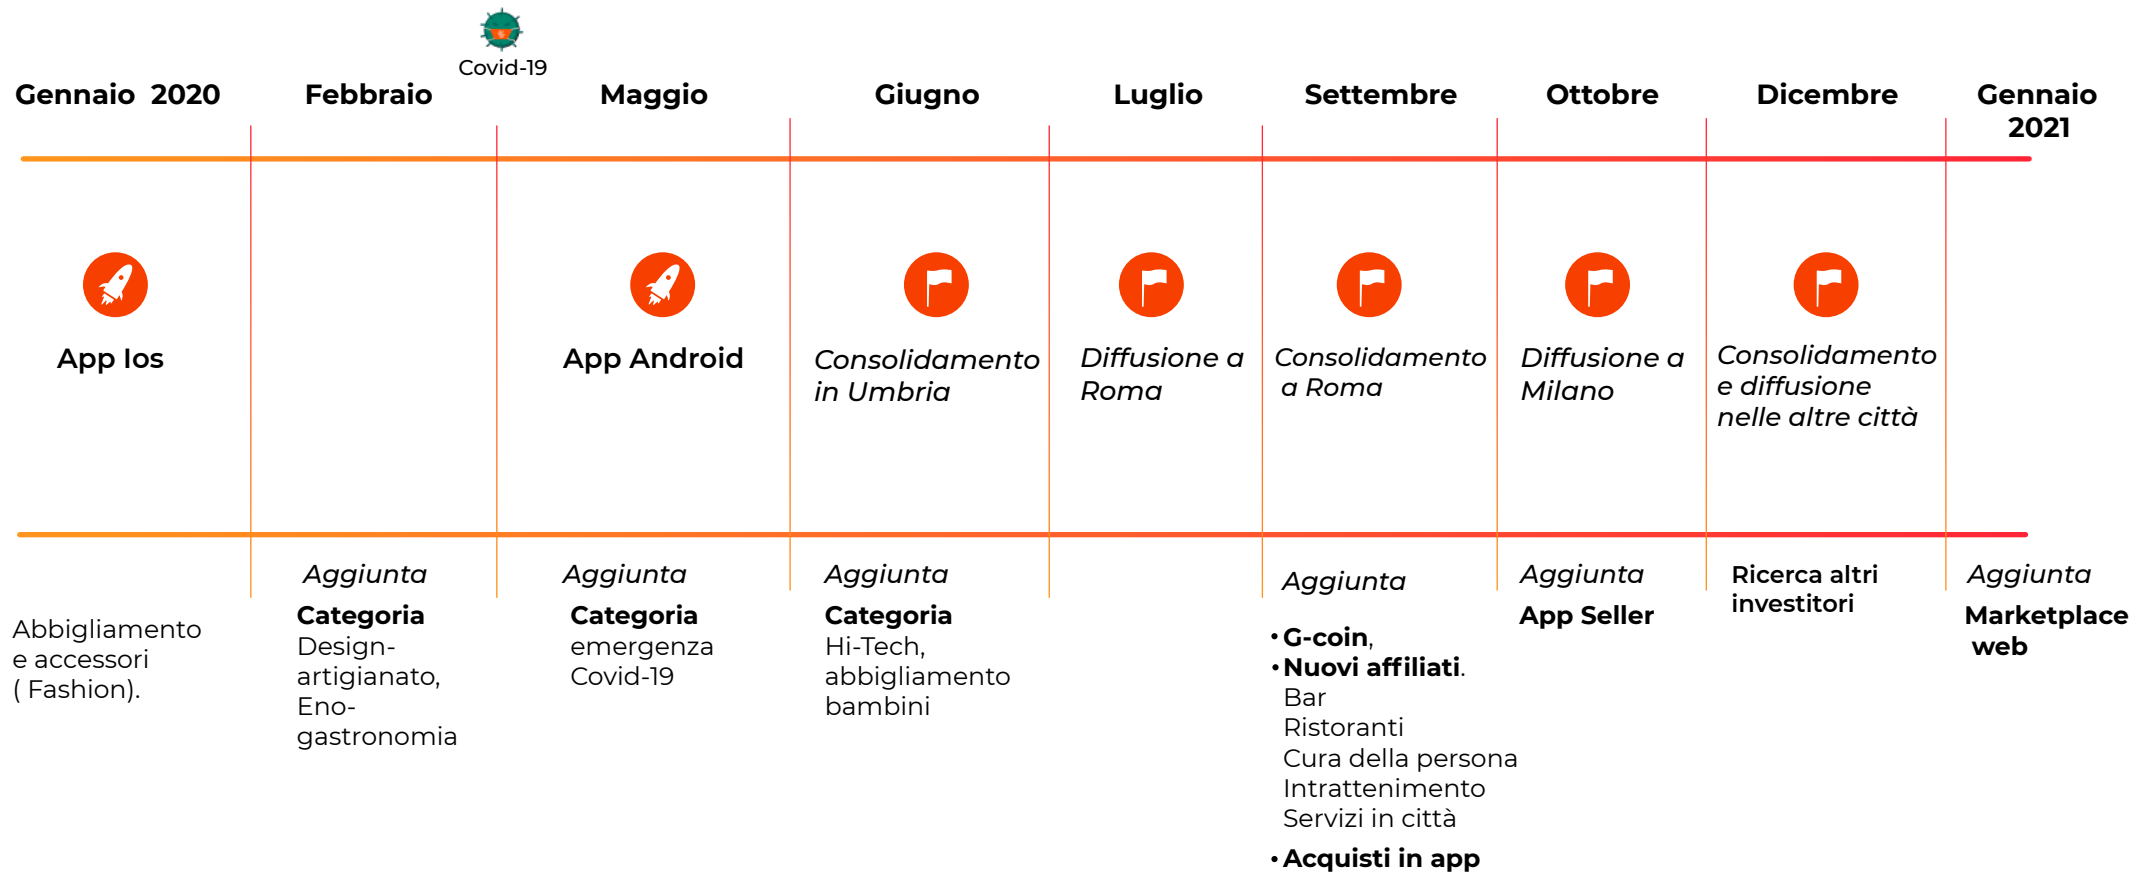 Covid-19
Gennaio 2020
Febbraio
Maggio
Giugno
Luglio
Settembre
Ottobre
Dicembre
Gennaio
2021
App Ios
App Android
Consolidamento
in Umbria
Diffusione a
Roma
Consolidamento
a Roma
Diffusione a
Milano
Consolidamento
e diffusione
nelle altre città
Abbigliamento
e accessori
( Fashion).
Aggiunta
Categoria
Design-
artigianato,
Eno-
gastronomia
Aggiunta
Categoria
emergenza
Covid-19
Aggiunta
Categoria
Hi-Tech,
abbigliamento
bambini
Aggiunta
• G-coin,
• Nuovi affiliati.
Bar
Ristoranti
Cura della persona
Intrattenimento
Servizi in città
• Acquisti in app
Aggiunta
App Seller
Ricerca altri
investitori
Aggiunta
Marketplace
web